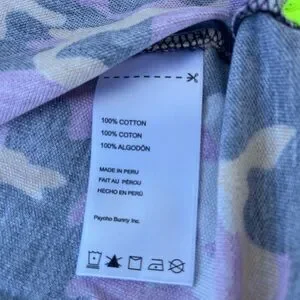 100% COTTON
100% COTON
100% ALGODÓN
MADE IN PERU
FAIT AU PÉROU
HECHO EN PERÚ
Psycho Bunny Inc.